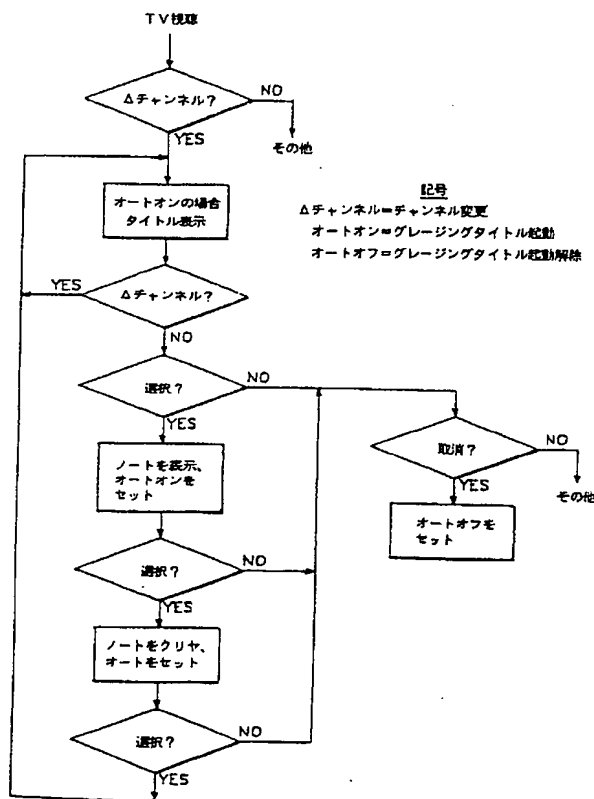 TV視聴
Δチャンネル?
NO
その他
YES
オートオンの場合
タイトル表示
記号
Δチャンネル=チャンネル変更
オートオン=グレージングタイトル起動
オートオフ=グレージングタイトル起動解除
Δチャンネル?
YES
NO
選択?
NO
YES
取消?
NO
その他
YES
オートオフを
セット
ノートを表示、
オートオンを
セット
選択?
NO
YES
ノートをクリヤ、
オートをセット
選択?
NO
YES